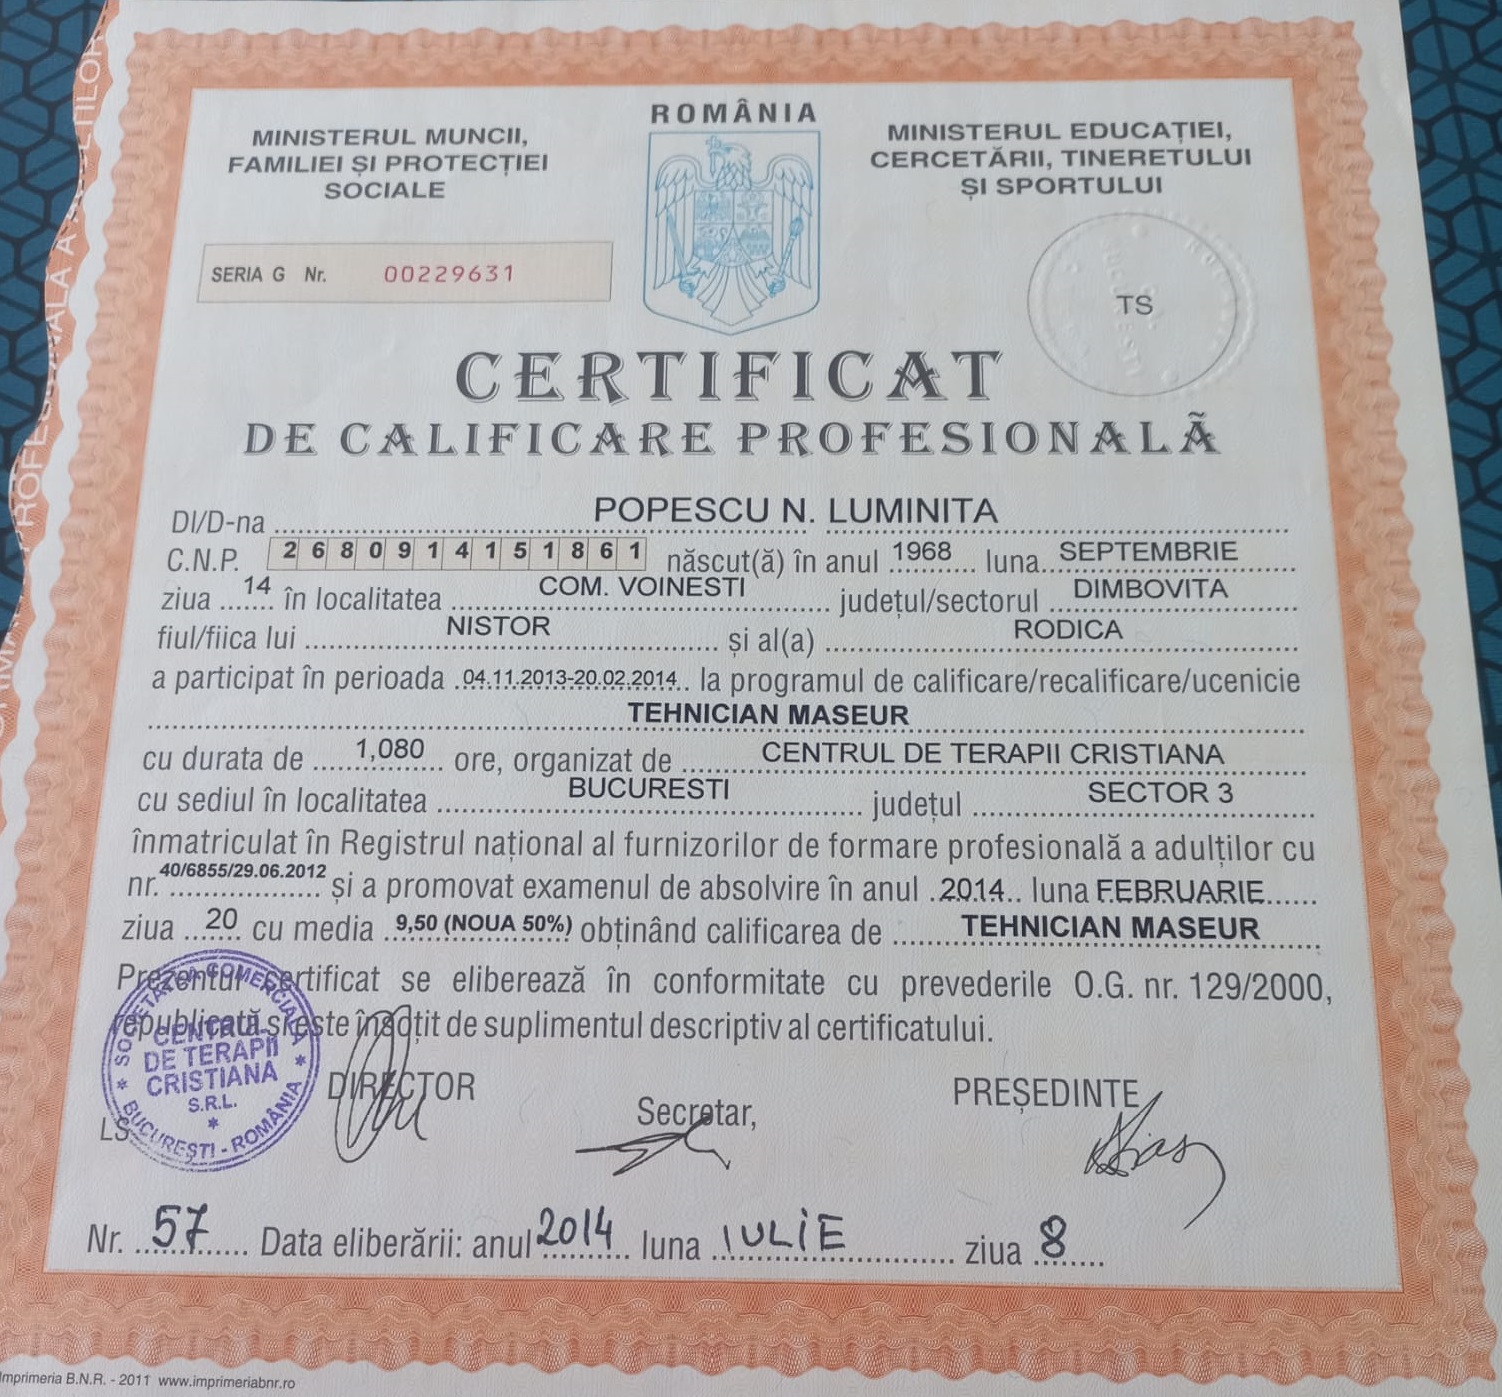 ROMÂNIA
MINISTERUL MUNCII,
FAMILIEI ȘI PROTECȚIEI
SOCIALE
MINISTERUL EDUCAȚIEI,
CERCETĂRII, TINERETULUI
ȘI SPORTULUI
SERIA G Nr. 00229631
TS
CERTIFICAT
DE CALIFICARE PROFESIONALĂ
Dl/D-na POPESCU N. LUMINITA
C.N.P. 2680914151861 născut(ă) în anul 1968 luna SEPTEMBRIE
ziua 14 în localitatea COM. VOINESTI județul/sectorul DIMBOVITA
fiul/fiica lui NISTOR și al(a) RODICA
a participat în perioada 04.11.2013-20.02.2014 la programul de calificare/recalificare/ucenicie
TEHNICIAN MASEUR
cu durata de 1,080 ore, organizat de CENTRUL DE TERAPII CRISTIANA
cu sediul în localitatea BUCURESTI județul SECTOR 3
înmatriculat în Registrul național al furnizorilor de formare profesională a adulților cu
nr. 40/6855/29.06.2012 și a promovat examenul de absolvire în anul 2014 luna FEBRUARIE
ziua 20 cu media 9,50 (NOUA 50%) obținând calificarea de TEHNICIAN MASEUR
Prezentul certificat se eliberează în conformitate cu prevederile O.G. nr. 129/2000,
republicată și este însoțit de suplimentul descriptiv al certificatului.
SOCIETATEA COMERCIALĂ
CENTRUL
DE TERAPII
CRISTIANA
S.R.L.
BUCUREȘTI - ROMÂNIA
LS
DIRECTOR
Secretar,
PREȘEDINTE
Nr. 57 Data eliberării: anul 2014 luna IULIE ziua 8
Imprimeria B.N.R. - 2011 www.imprimeriabnr.ro